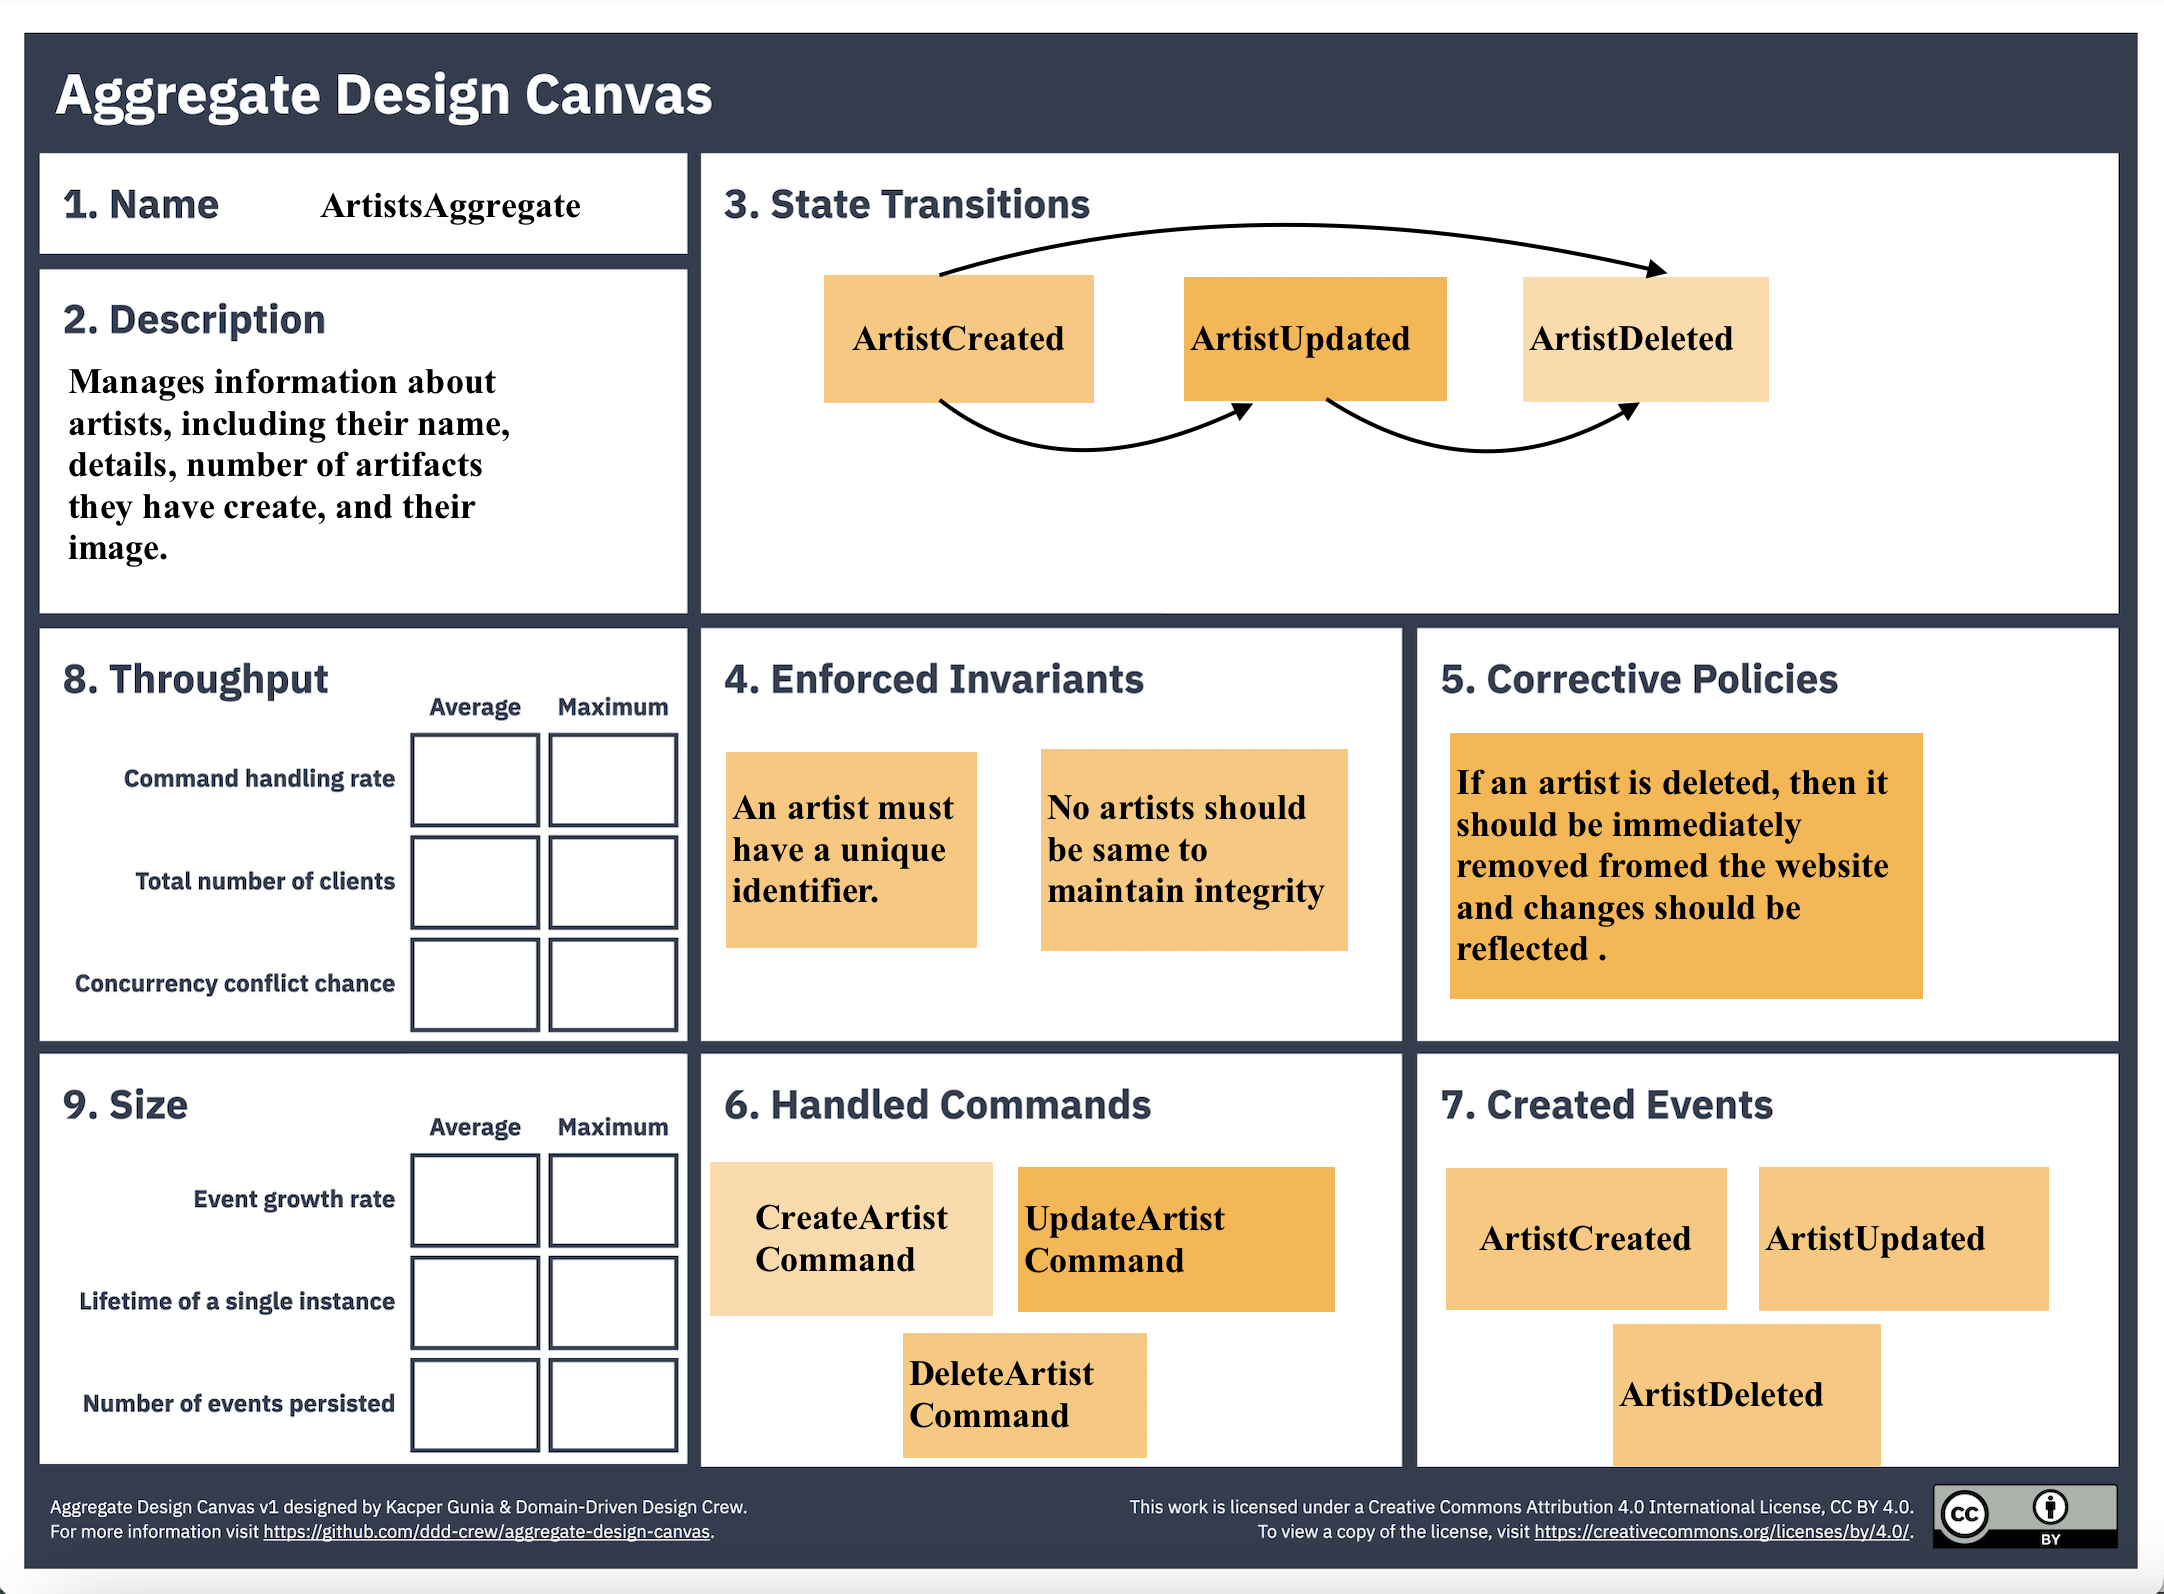 Aggregate Design Canvas
1. Name
ArtistsAggregate
2. Description
Manages information about
artists, including their name,
details, number of artifacts
they have create, and their
image.
3. State Transitions
ArtistCreated
ArtistUpdated
ArtistDeleted
8. Throughput
Average
Maximum
Command handling rate
Total number of clients
Concurrency conflict chance
4. Enforced Invariants
An artist must
have a unique
identifier.
No artists should
be same to
maintain integrity
5. Corrective Policies
If an artist is deleted, then it
should be immediately
removed fromed the website
and changes should be
reflected .
9. Size
Average
Maximum
Event growth rate
Lifetime of a single instance
Number of events persisted
6. Handled Commands
CreateArtist
Command
UpdateArtist
Command
DeleteArtist
Command
7. Created Events
ArtistCreated
ArtistUpdated
ArtistDeleted
Aggregate Design Canvas v1 designed by Kacper Gunia & Domain-Driven Design Crew.
For more information visit https://github.com/ddd-crew/aggregate-design-canvas.
This work is licensed under a Creative Commons Attribution 4.0 International License, CC BY 4.0.
To view a copy of the license, visit https://creativecommons.org/licenses/by/4.0/.
cc
BY